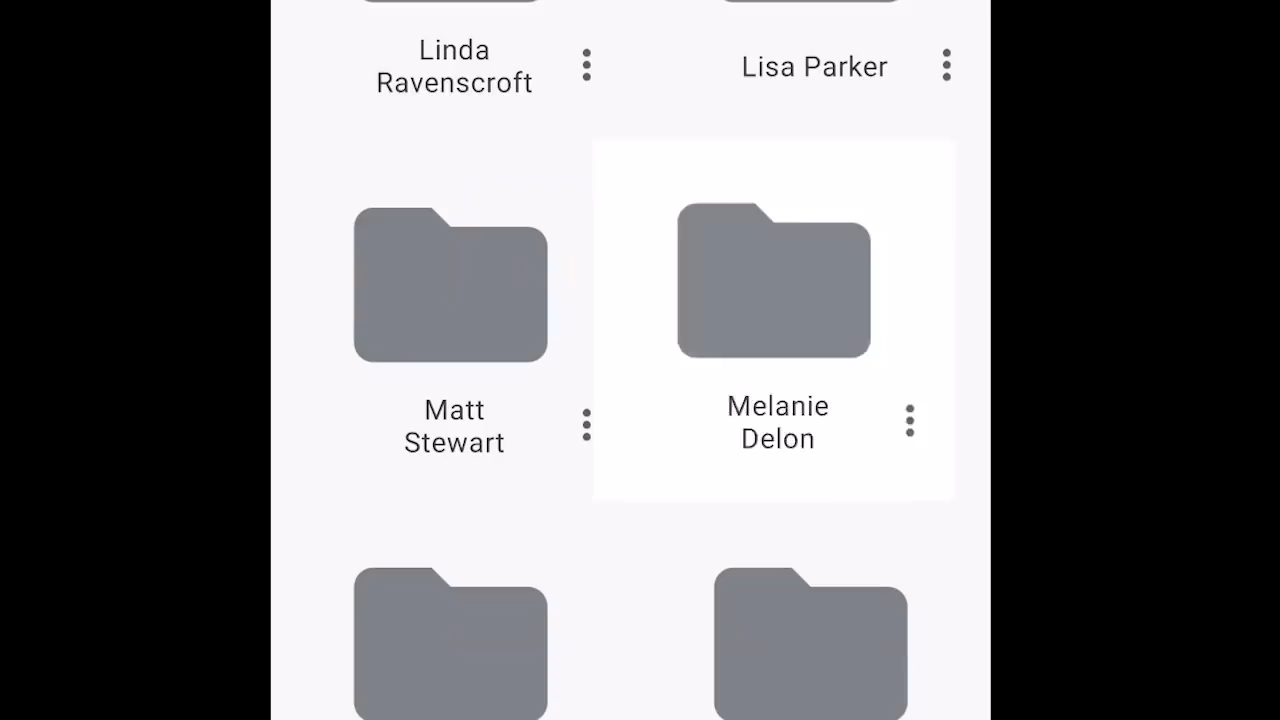 Linda
Ravenscroft
Lisa Parker
Matt
Stewart
Melanie
Delon